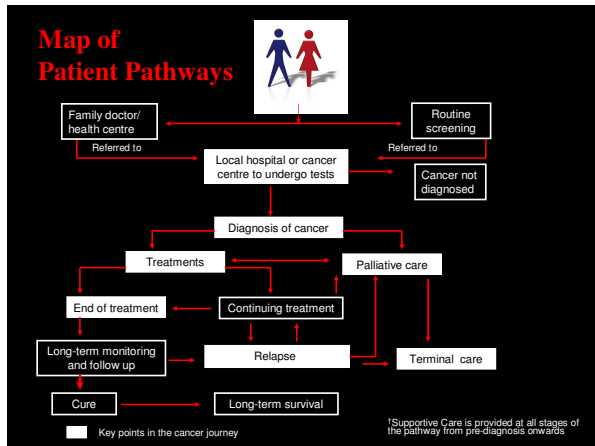 Map of
Patient Pathways
Family doctor/
health centre
Routine
screening
Referred to
Referred to
Local hospital or cancer
centre to undergo tests
Cancer not
diagnosed
Diagnosis of cancer
Treatments
Palliative care
End of treatment
Continuing treatment
Long-term monitoring
and follow up
Relapse
Terminal care
Cure
Long-term survival
Key points in the cancer journey
†Supportive Care is provided at all stages of
the pathway from pre-diagnosis onwards